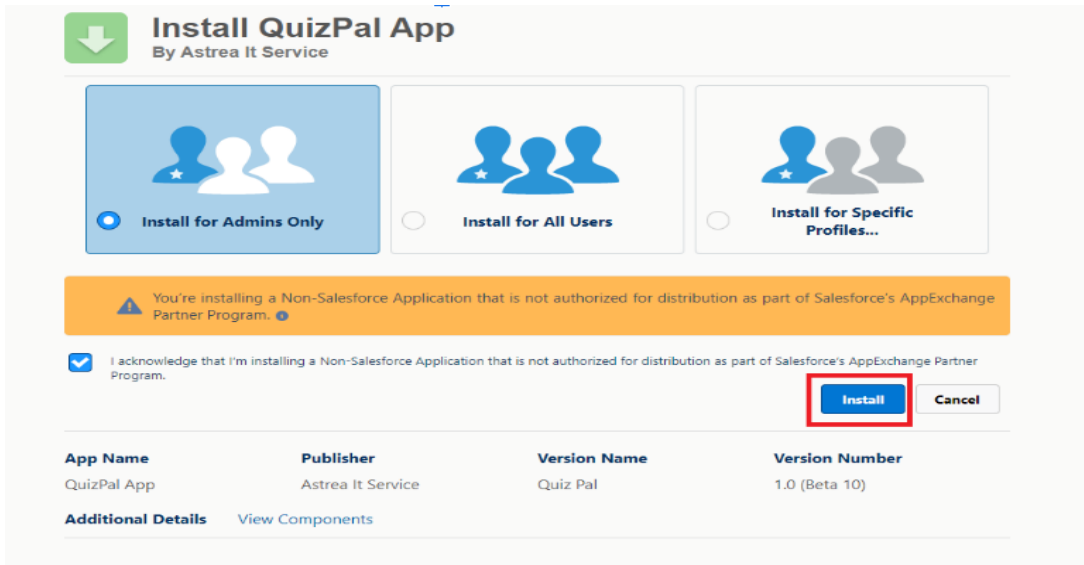 Install QuizPal App
By Astrea It Service
Install for Admins Only
Install for All Users
Install for Specific
Profiles...
You're installing a Non-Salesforce Application that is not authorized for distribution as part of Salesforce's AppExchange
Partner Program.
I acknowledge that I'm installing a Non-Salesforce Application that is not authorized for distribution as part of Salesforce's AppExchange Partner
Program.
Install Cancel
App Name Publisher Version Name Version Number
QuizPal App Astrea It Service Quiz Pal 1.0 (Beta 10)
Additional Details View Components